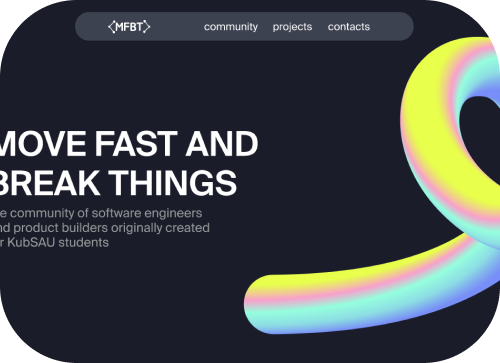 MFBT
community projects contacts
MOVE FAST AND
BREAK THINGS
community of software engineers
and product builders originally created
KubSAU students